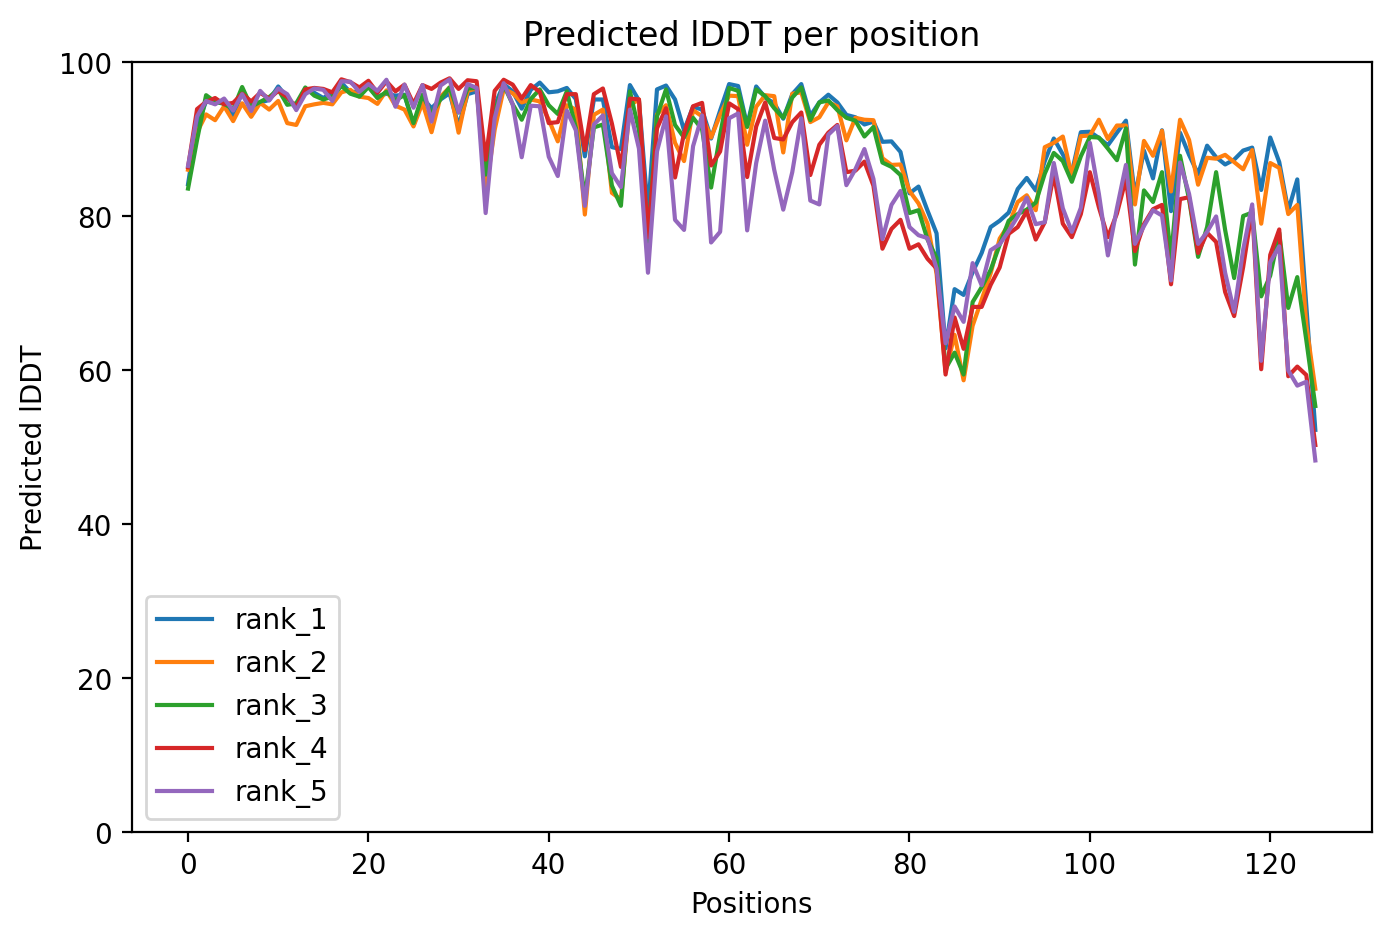 Predicted lDDT per position
100
80
60
40
20
0
Predicted lDDT
rank_1
rank_2
rank_3
rank_4
rank_5
0 20 40 60 80 100 120
Positions